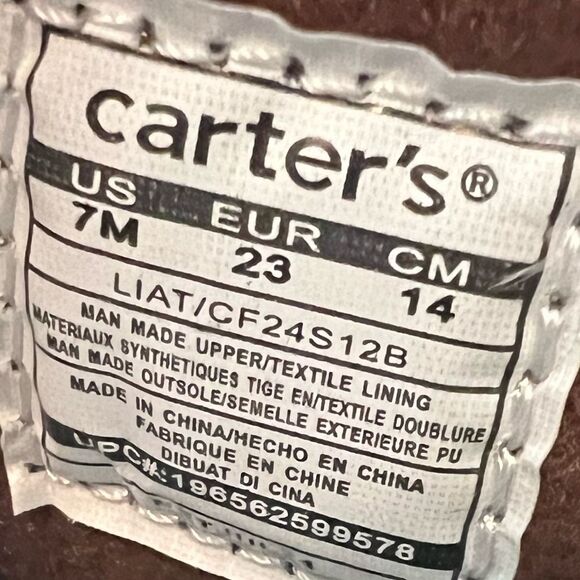 carter's®
US EUR CM
7M 23 14
LIAT/CF24S12B
MAN MADE UPPER/TEXTILE LINING
MATERIAUX SYNTHETIQUES TIGE EN/TEXTILE DOUBLURE
MAN MADE OUTSOLE/SEMELLE EXTERIEURE PU
MADE IN CHINA/HECHO EN CHINA
FABRIQUE EN CHINE
DIBUAT DI CINA
UPC#:196562599578